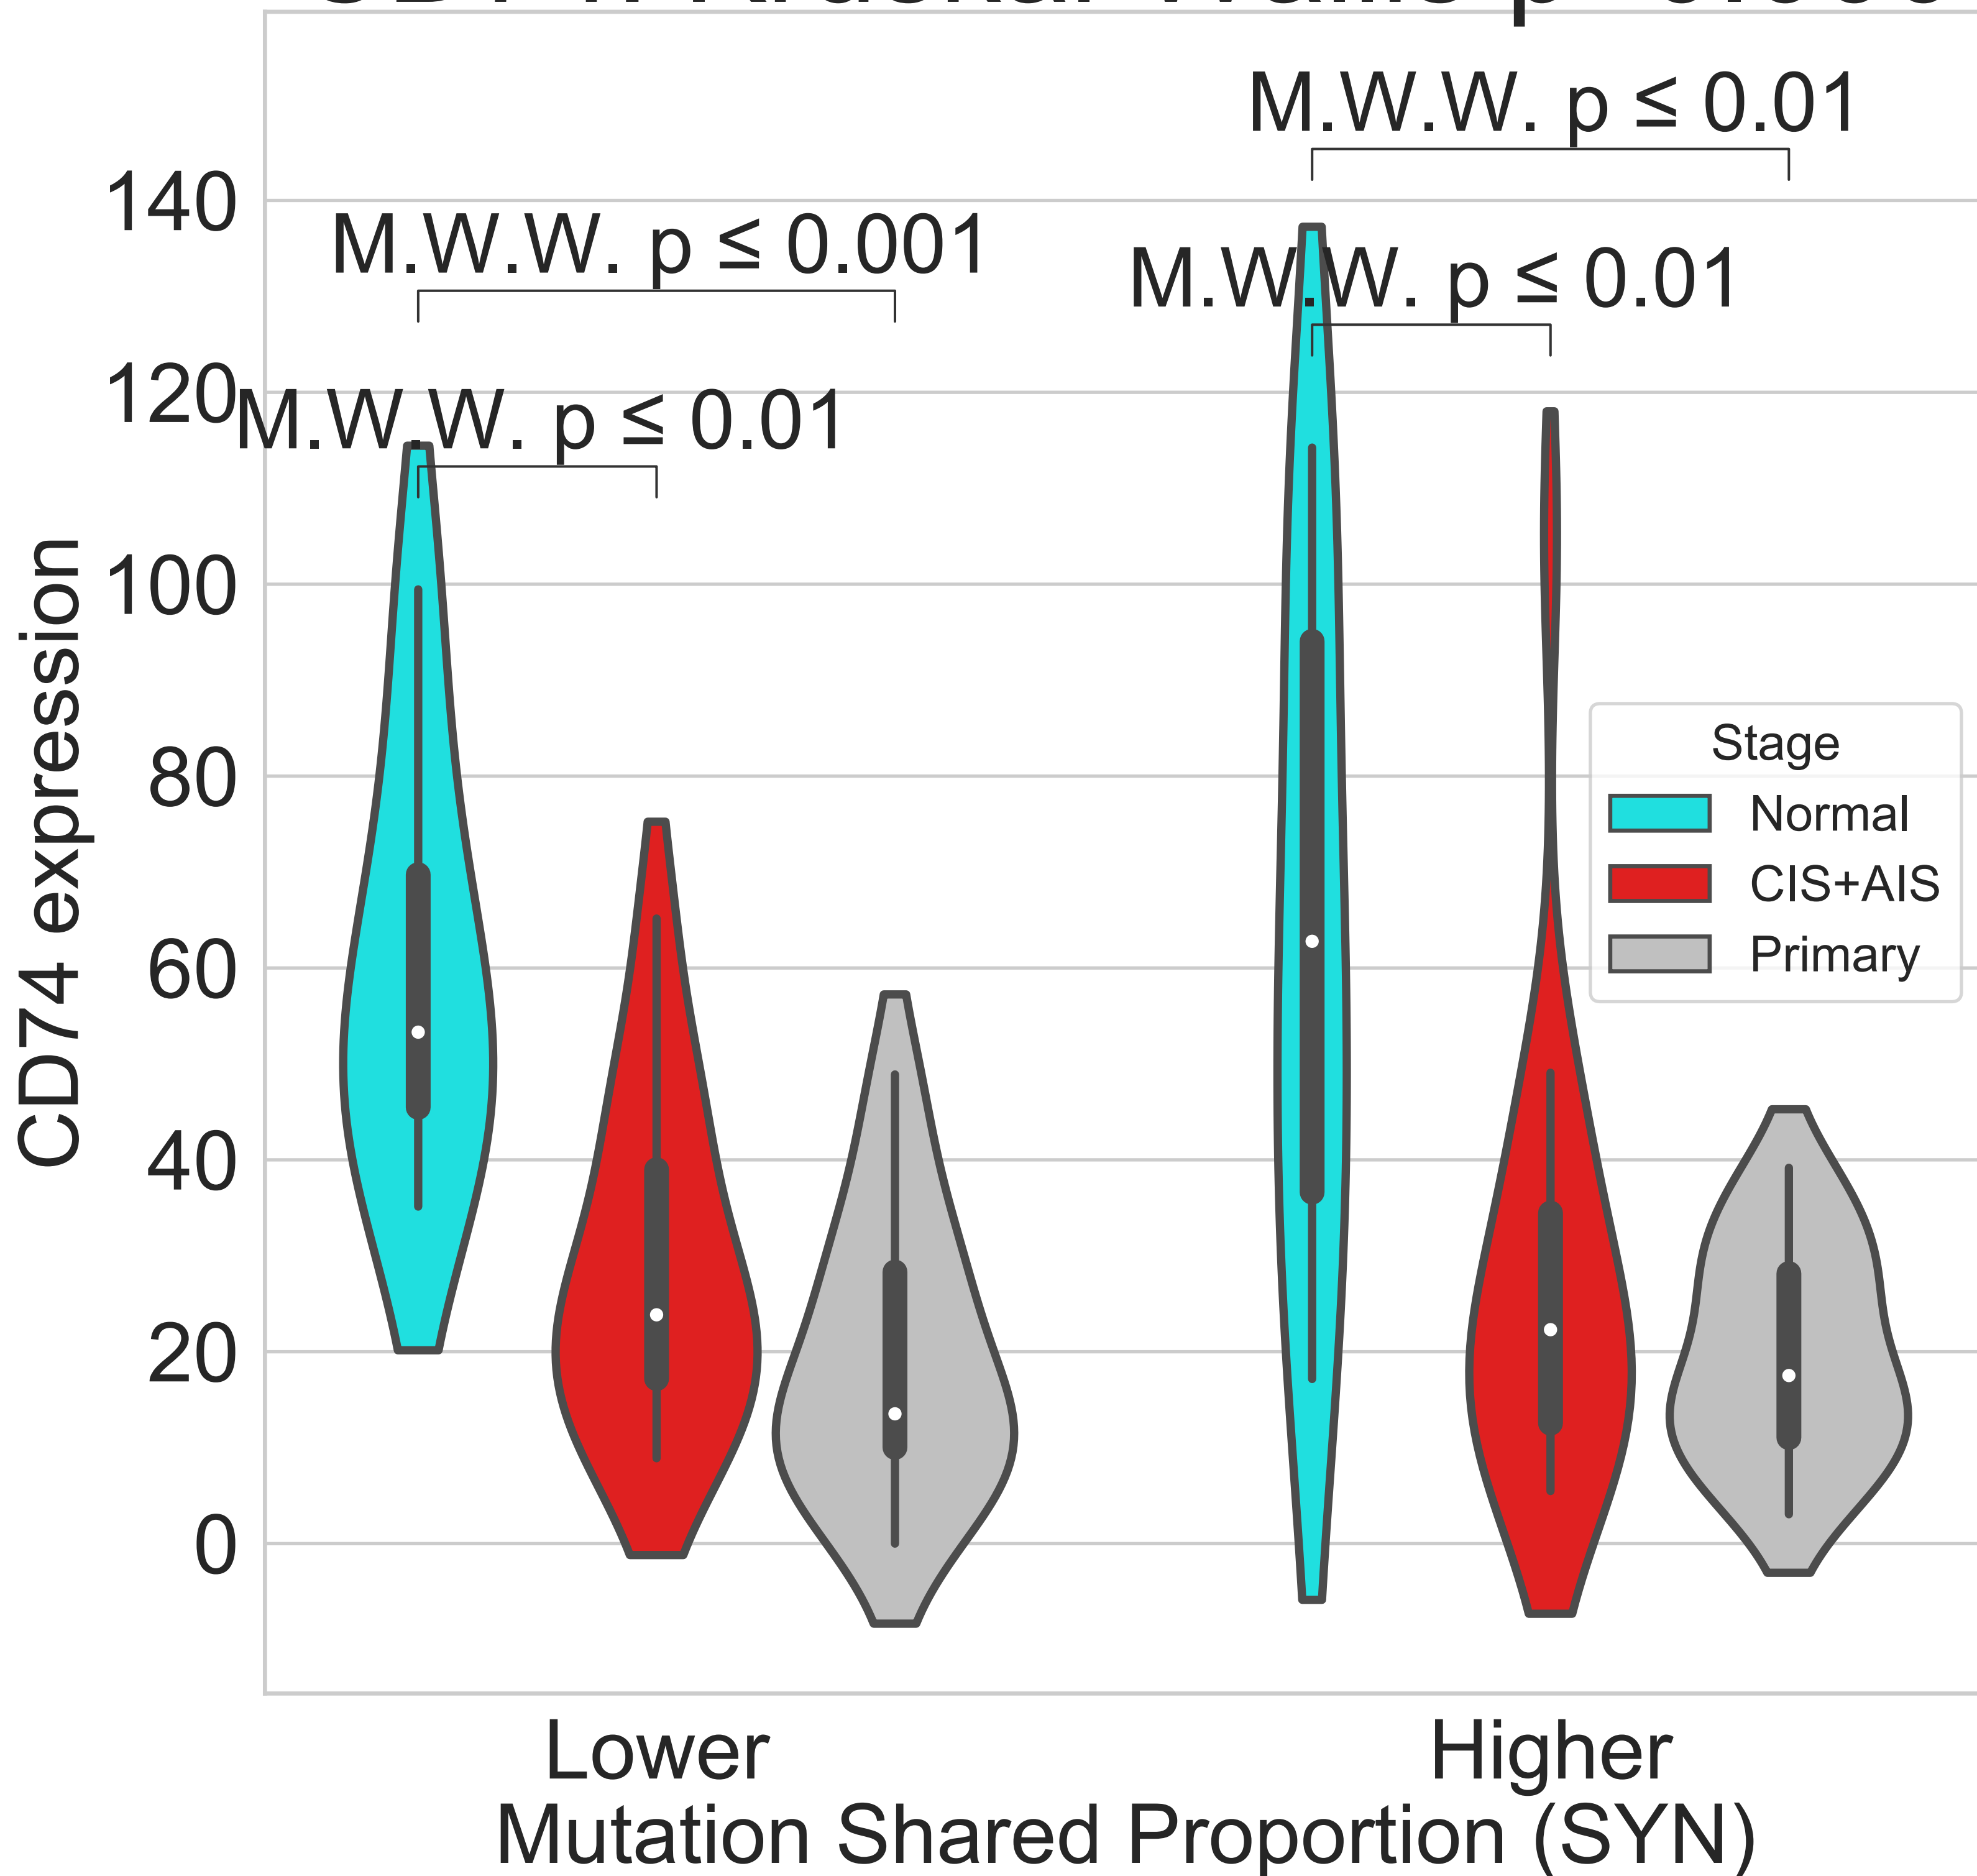 M.W.W. p ≤ 0.01
140
M.W.W. p ≤ 0.001
M.W.W. p ≤ 0.01
120
M.W.W. p ≤ 0.01
100
80
60
40
20
0
CD74 expression
Stage
Normal
CIS+AIS
Primary
Lower
Higher
Mutation Shared Proportion (SYN)